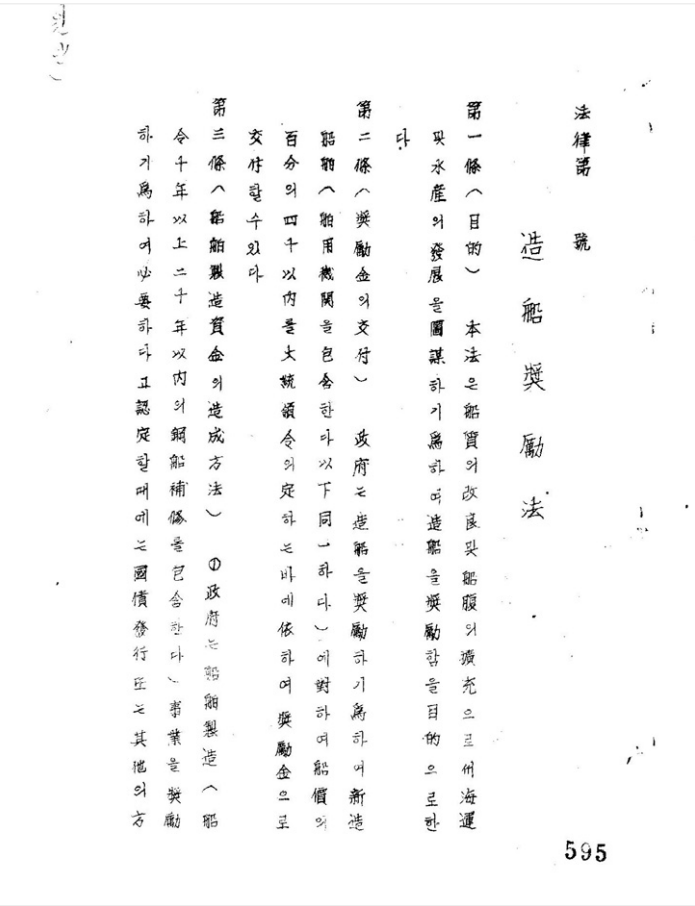 法律第 號
造船奬勵法
第一條(目的) 本法은船質의改良및船腹의擴充으로써海運
및水産의發展을圖謀하기爲하여造船을奬勵함을目的으로한
다.
第二條(奬勵金의交付) 政府는造船을奬勵하기爲하여新造
船舶(舶用機關을包含한다以下同一하다.)에對하여船價의
百分의四十以內를大統領令의定하는바에依하여奬勵金으로
交付할수있다
第三條(船舶製造資金의造成方法) ①政府는船舶製造(船
令十年以上二十年以內의鋼船補修를包含한다)事業을奬勵
하기爲하여必要하다고認定할때에는國債發行또는其他의方
595